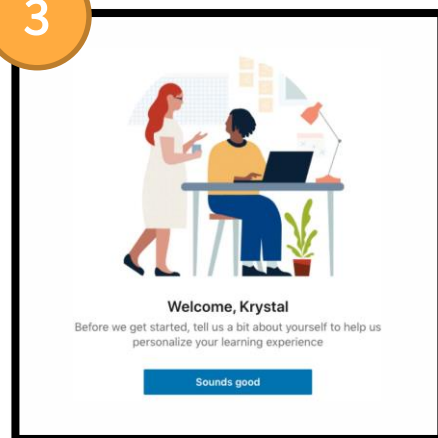 3
Welcome, Krystal
Before we get started, tell us a bit about yourself to help us
personalize your learning experience
Sounds good